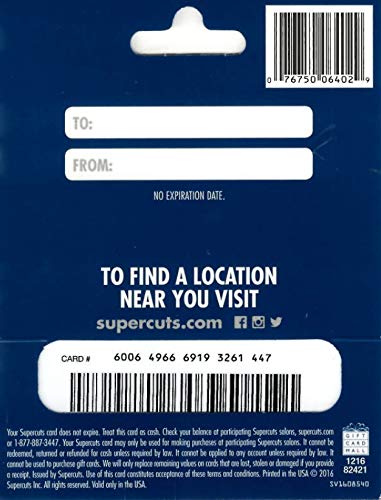 0 76750 06402 9
TO:
FROM:
NO EXPIRATION DATE.
TO FIND A LOCATION
NEAR YOU VISIT
supercuts.com
CARD # 6006 4966 6919 3261 447
Your Supercuts card does not expire. Treat this card as cash. Check your balance at participating Supercuts salons, supercuts.com
or 1-877-887-3447. Your Supercuts card may only be used for making purchases at participating Supercuts salons. It cannot be
redeemed, returned or refunded for cash unless required by law. It cannot be used unless activated. Unless required by law, it
cannot be used to purchase gift cards. We will only replace remaining values on cards that are lost, stolen or damaged if you provide
a receipt. Issued by Supercuts. Use of this card constitutes acceptance of these terms and conditions. Printed in the USA. © 2016
Supercuts Inc. All rights reserved. Valid only in the USA.
GIFT
CARD
MALL
1216
82421
SV1608540